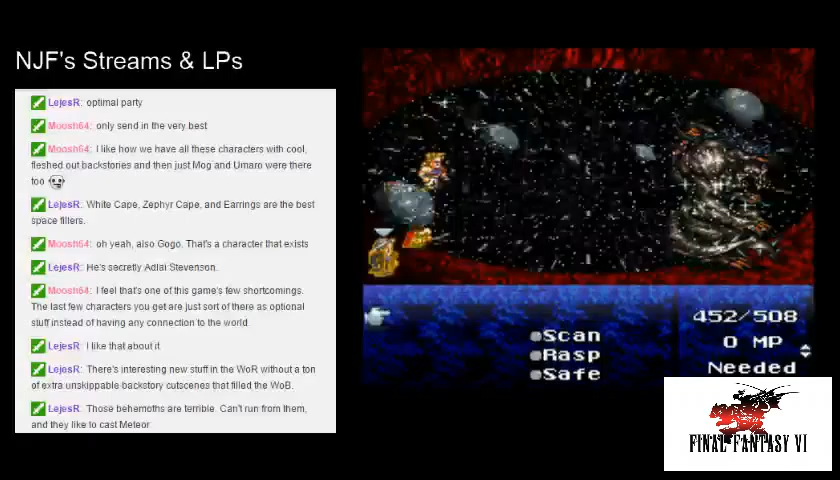 NJF's Streams & LPs
LejesR: optimal party
Moosh64: only send in the very best
Moosh64: I like how we have all these characters with cool,
fleshed out backstories and then just Mog and Umaro were there
too
LejesR: White Cape, Zephyr Cape, and Earrings are the best
space fillers.
Moosh64: oh yeah, also Gogo. That's a character that exists
LejesR: He's secretly Adlai Stevenson.
Moosh64: I feel that's one of this game's few shortcomings.
The last few characters you get are just sort of there as optional
stuff instead of having any connection to the world.
LejesR: I like that about it
LejesR: There's interesting new stuff in the WoR without a ton
of extra unskippable backstory cutscenes that filled the WoB.
LejesR: Those behemoths are terrible. Can't run from them,
and they like to cast Meteor
Scan
Rasp
Safe
452/508
0 MP
Needed
FINAL FANTASY VI